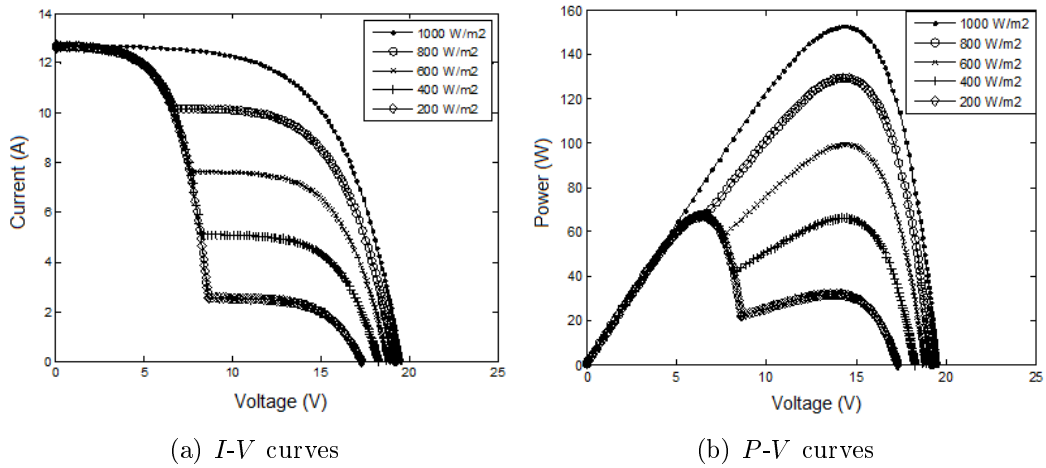 14
12
10
8
6
4
2
0
0
5
10
15
20
25
Current (A)
Voltage (V)
1000 W/m2
800 W/m2
600 W/m2
400 W/m2
200 W/m2
(a) I-V curves
160
140
120
100
80
60
40
20
0
0
5
10
15
20
25
Power (W)
Voltage (V)
1000 W/m2
800 W/m2
600 W/m2
400 W/m2
200 W/m2
(b) P-V curves